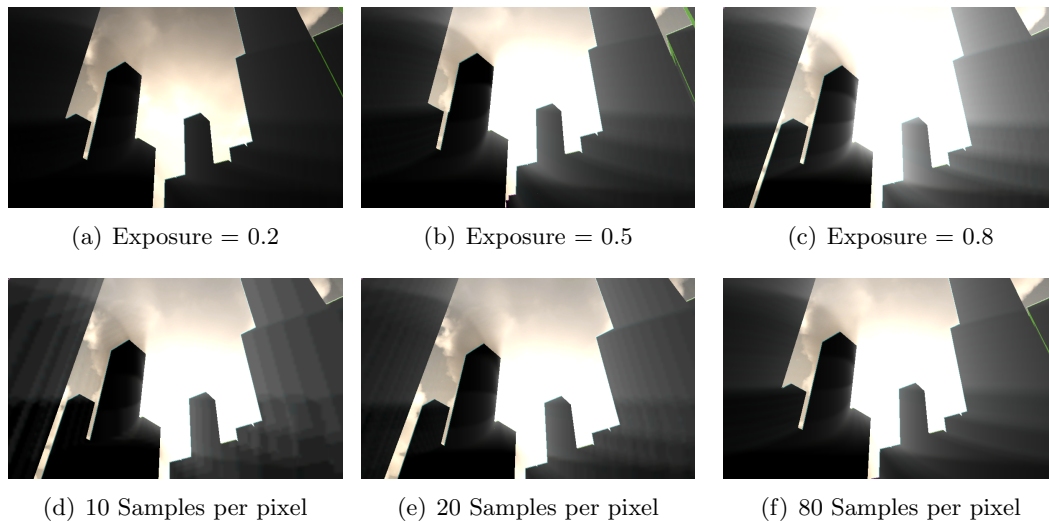 (a) Exposure = 0.2
(b) Exposure = 0.5
(c) Exposure = 0.8
(d) 10 Samples per pixel
(e) 20 Samples per pixel
(f) 80 Samples per pixel